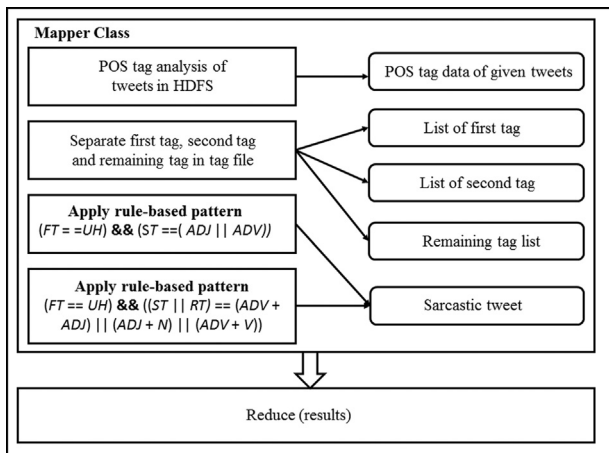 Mapper Class
POS tag analysis of
tweets in HDFS
POS tag data of given tweets
Separate first tag, second tag
and remaining tag in tag file
List of first tag
List of second tag
Remaining tag list
Apply rule-based pattern
(FT = =UH) && (ST ==( ADJ || ADV))
Apply rule-based pattern
(FT == UH) && ((ST || RT) == (ADV +
ADJ) || (ADJ + N) || (ADV + V))
Sarcastic tweet
Reduce (results)